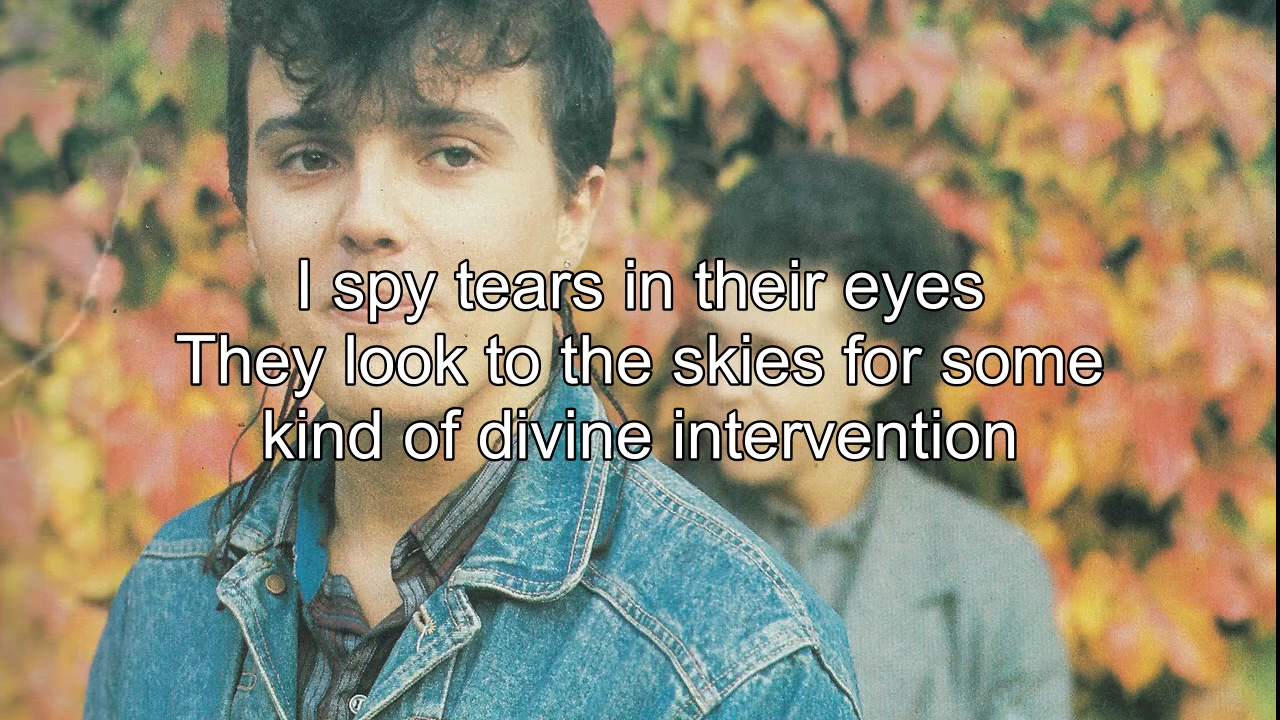 I spy tears in their eyes
They look to the skies for some
kind of divine intervention